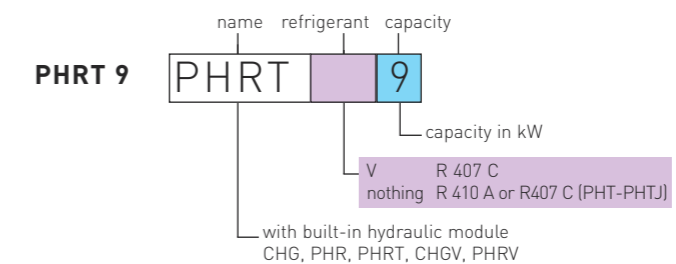 name refrigerant capacity
PHRT 9 PHRT 9
capacity in kW
V R 407 C
nothing R 410 A or R407 C (PHT-PHTJ)
with built-in hydraulic module
CHG, PHR, PHRT, CHGV, PHRV